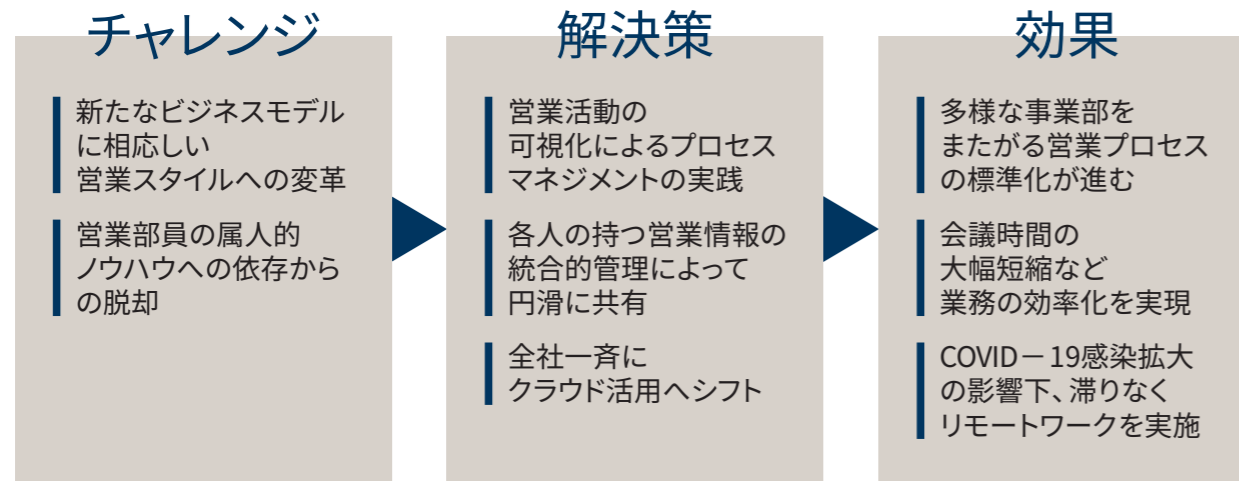 チャレンジ
新たなビジネスモデル
に相応しい
営業スタイルへの変革
営業部員の属人的
ノウハウへの依存から
の脱却
解決策
営業活動の
可視化によるプロセス
マネジメントの実践
各人の持つ営業情報の
統合的管理によって
円滑に共有
全社一斉に
クラウド活用へシフト
効果
多様な事業部を
またがる営業プロセス
の標準化が進む
会議時間の
大幅短縮など
業務の効率化を実現
COVID－19感染拡大
の影響下、滞りなく
リモートワークを実施